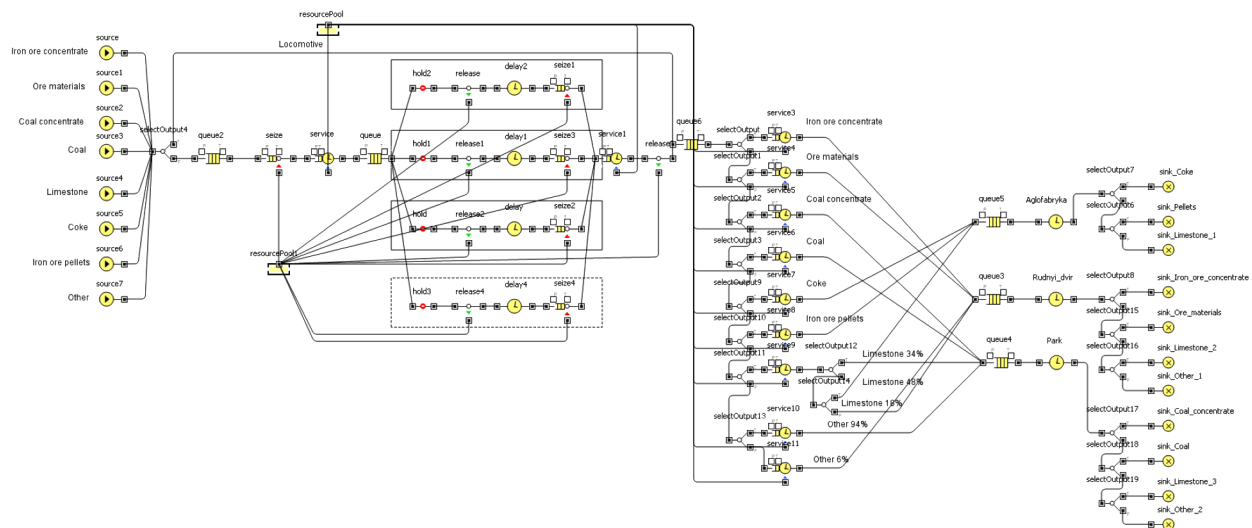 resourcePool
Locomotive
source
Iron ore concentrate
source1
Ore materials
source2
Coal concentrate
source3
Coal
source4
Limestone
source5
Coke
source6
Iron ore pellets
source7
Other
selectOutput4
queue2
seize
service
queue
hold2
release
delay2
seize1
hold1
release1
delay1
seize3
hold
release2
delay
seize2
hold3
release4
delay4
seize4
resourcePool1
service1
release
queue6
selectOutput
selectOutput1
selectOutput2
selectOutput3
selectOutput9
selectOutput10
selectOutput11
selectOutput13
service3
service4
service5
service6
service7
service8
service9
service10
service11
Iron ore concentrate
Ore materials
Coal concentrate
Coal
Coke
Iron ore pellets
selectOutput12
selectOutput14
Limestone 34%
Limestone 48%
Limestone 18%
Other 94%
Other 6%
queue5
Aglofabryka
queue3
Rudnyi_dvir
queue4
Park
selectOutput7
selectOutput6
sink_Coke
sink_Pellets
sink_Limestone_1
selectOutput8
selectOutput15
selectOutput16
sink_Iron_ore_concentrate
sink_Ore_materials
sink_Limestone_2
sink_Other_1
selectOutput17
selectOutput18
selectOutput19
sink_Coal_concentrate
sink_Coal
sink_Limestone_3
sink_Other_2